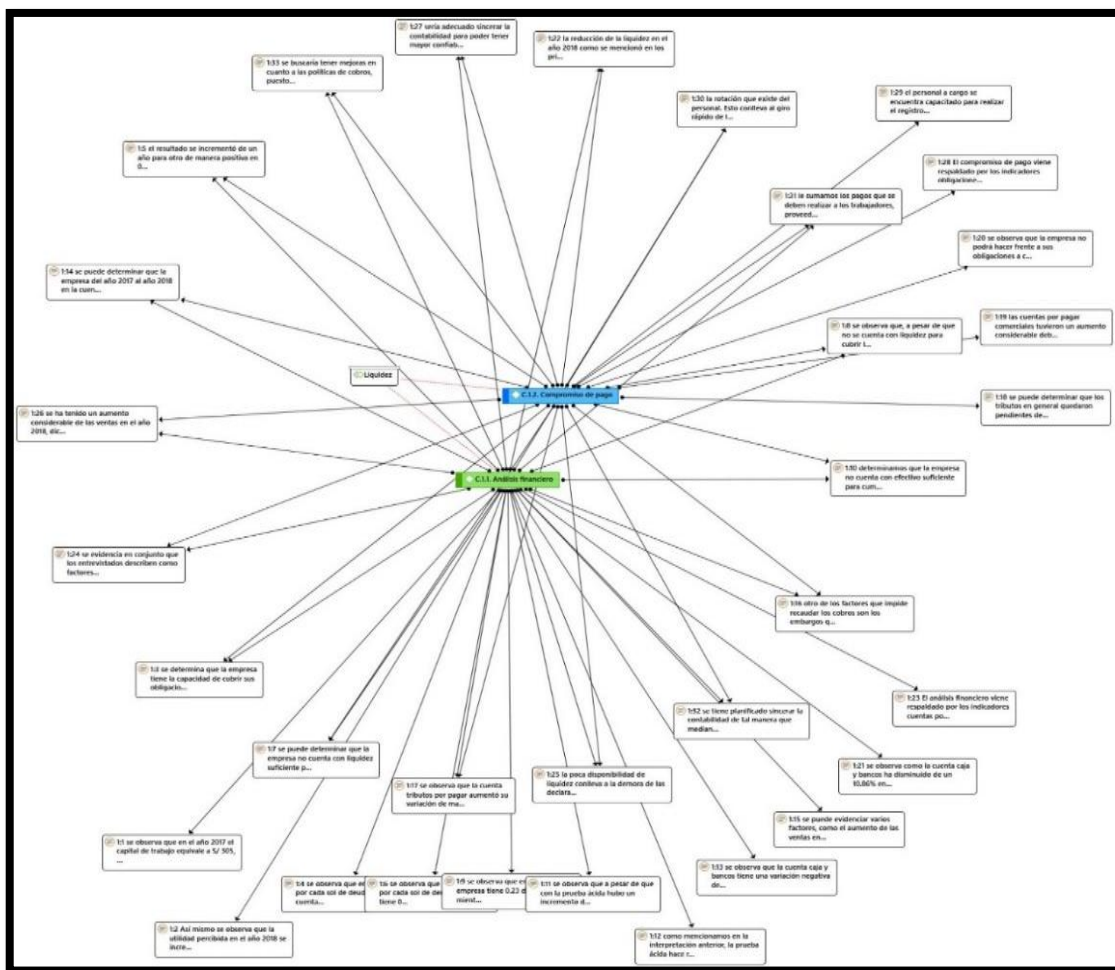 1:27 sería adecuado sincerar la
contabilidad para poder tener
mayor confiab...
1:22 la reducción de la liquidez en el
año 2018 como se mencionó en los
pri...
1:33 se buscaría tener mejoras en
cuanto a las políticas de cobros,
puesto...
1:30 la rotación que existe del
personal. Esto conlleva al giro
rápido de l...
1:29 el personal a cargo se
encuentra capacitado para realizar
el registro...
1:5 el resultado se incrementó de un
año para otro de manera positiva en
0...
1:28 El compromiso de pago viene
respaldado por los indicadores
obligacione...
le sumamos los pagos que se
deben realizar a los trabajadores,
proveed...
1:20 se observa que la empresa no
podrá hacer frente a sus
obligaciones a c...
1:14 se puede determinar que la
empresa del año 2017 al año 2018
en la cuen...
1:8 se observa que, a pesar de que
no se cuenta con liquidez para
cubrir l...
1:19 las cuentas por pagar
comerciales tuvieron un aumento
considerable deb...
Liquidez
C.1.2. Compromiso de pago
1:18 se puede determinar que los
tributos en general quedaron
pendientes de...
1:26 se ha tenido un aumento
considerable de las ventas en el año
2018, dic...
C.1.1. Análisis financiero
1:10 determinamos que la empresa
no cuenta con efectivo suficiente
para cum...
1:24 se evidencia en conjunto que
los entrevistados describen como
factores...
1:16 otro de los factores que impide
recaudar los cobros son los
embargos q...
1:3 se determina que la empresa
tiene la capacidad de cubrir sus
obligacio...
1:23 El análisis financiero viene
respaldado por los indicadores
cuentas po...
1:32 se tiene planificado sincerar la
contabilidad de tal manera que
median...
1:7 se puede determinar que la
empresa no cuenta con liquidez
suficiente p...
1:21 se observa como la cuenta caja
y bancos ha disminuido de un
10.86% en...
1:17 se observa que la cuenta
tributos por pagar aumentó su
variación de ma...
1:25 la poca disponibilidad de
liquidez conlleva a la demora de las
declara...
1:15 se puede evidenciar varios
factores, como el aumento de las
ventas en...
1:1 se observa que en el año 2017 el
capital de trabajo equivale a S/ 305,
...
1:13 se observa que la cuenta caja y
bancos tiene una variación negativa
de...
1:4 se observa que en
por cada sol de deud
cuenta...
1:6 se observa que
por cada sol de de
tiene 0...
1:9 se observa que en
empresa tiene 0.23 d
mient...
1:11 se observa que a pesar de que
con la prueba ácida hubo un
incremento d...
1:2 Así mismo se observa que la
utilidad percibida en el año 2018 se
incre...
1:12 como mencionamos en la
interpretación anterior, la prueba
ácida hace r...